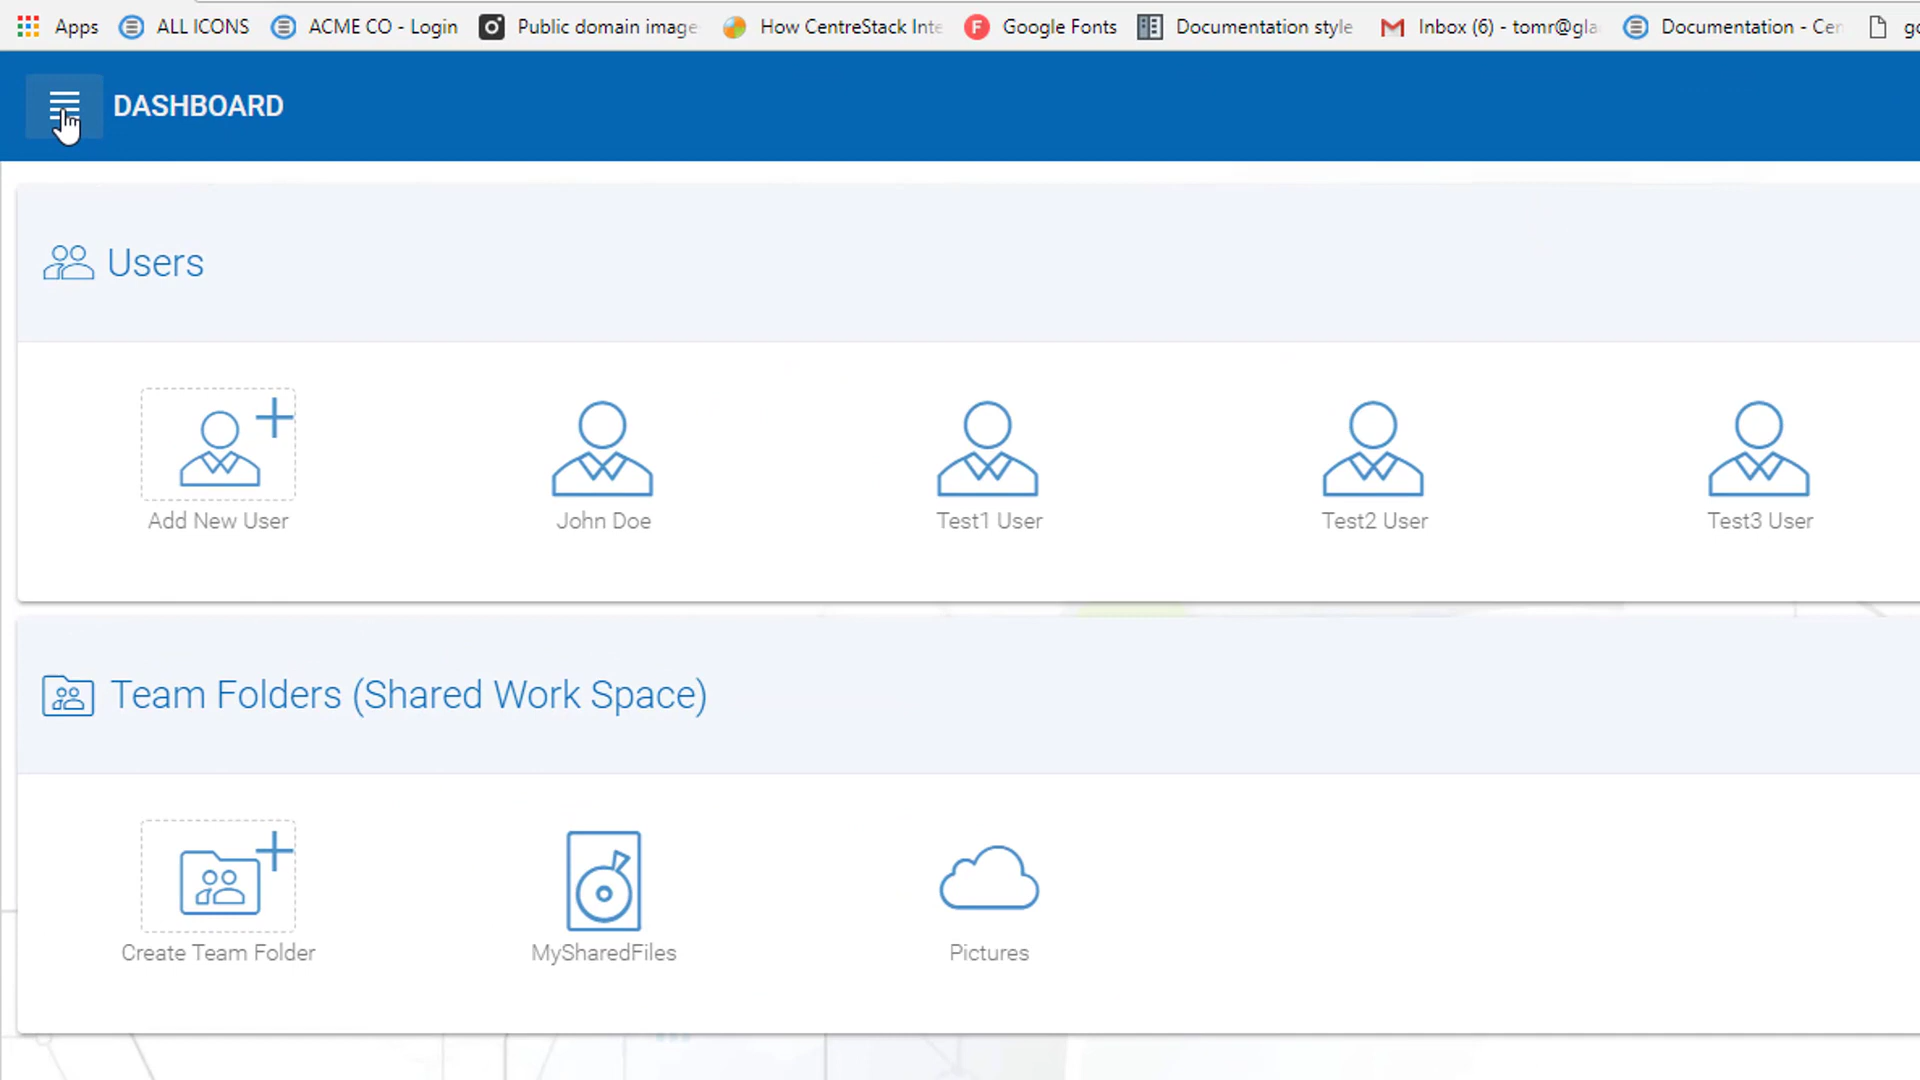 Apps ALL ICONS ACME CO - Login Public domain image How CentreStack Inte Google Fonts Documentation style Inbox (6) - tomr@gla Documentation - Cen go
DASHBOARD
Users
Add New User John Doe Test1 User Test2 User Test3 User
Team Folders (Shared Work Space)
Create Team Folder MySharedFiles Pictures